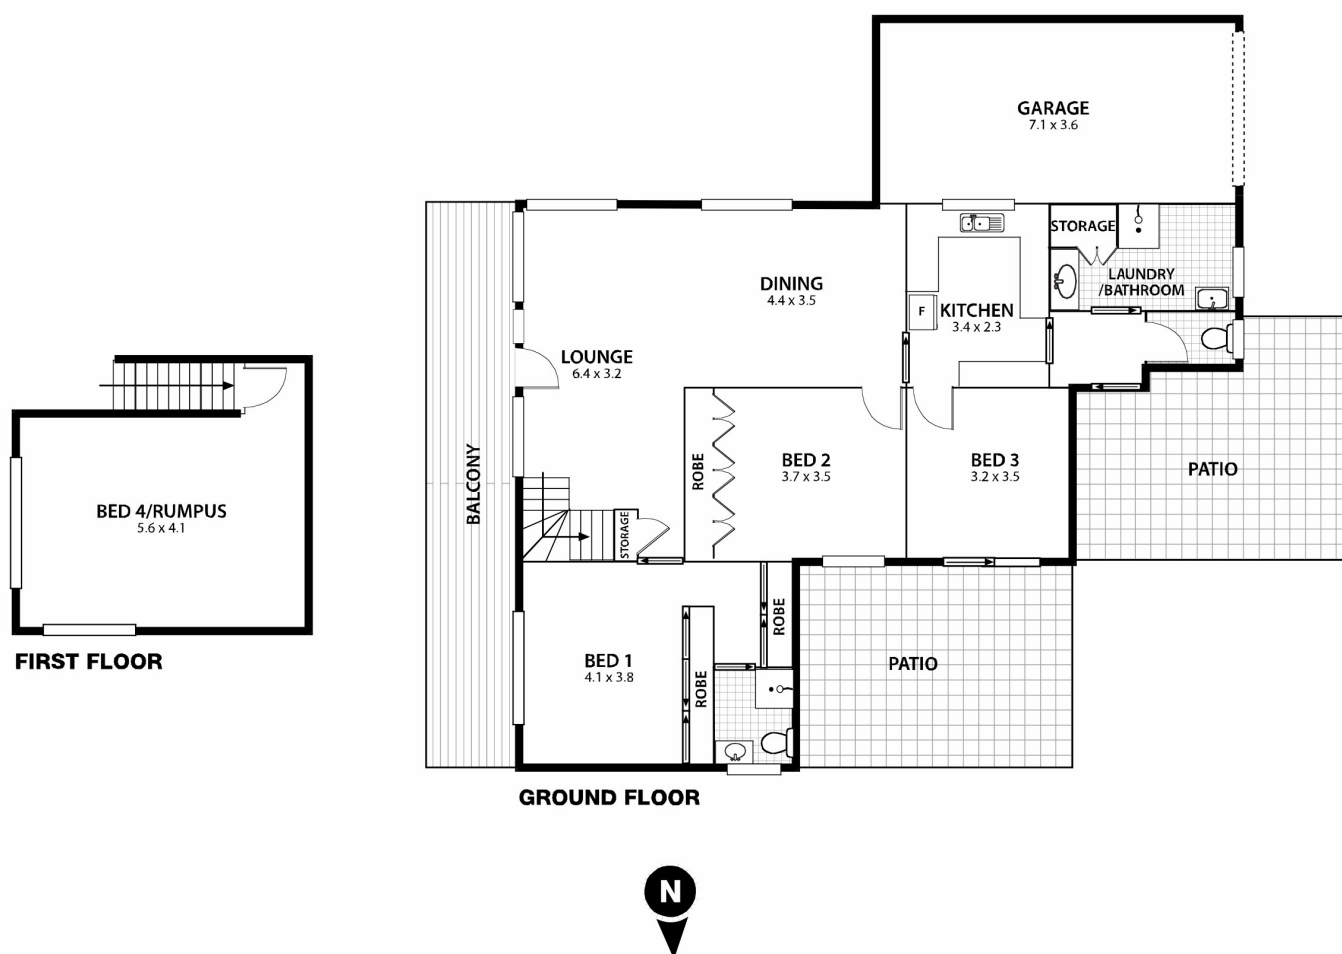 GARAGE
7.1 x 3.6
STORAGE
LAUNDRY
/BATHROOM
DINING
4.4 x 3.5
F
KITCHEN
3.4 x 2.3
LOUNGE
6.4 x 3.2
BALCONY
ROBE
BED 2
3.7 x 3.5
BED 3
3.2 x 3.5
PATIO
STORAGE
BED 4/RUMPUS
5.6 x 4.1
FIRST FLOOR
BED 1
4.1 x 3.8
ROBE
ROBE
PATIO
GROUND FLOOR
N